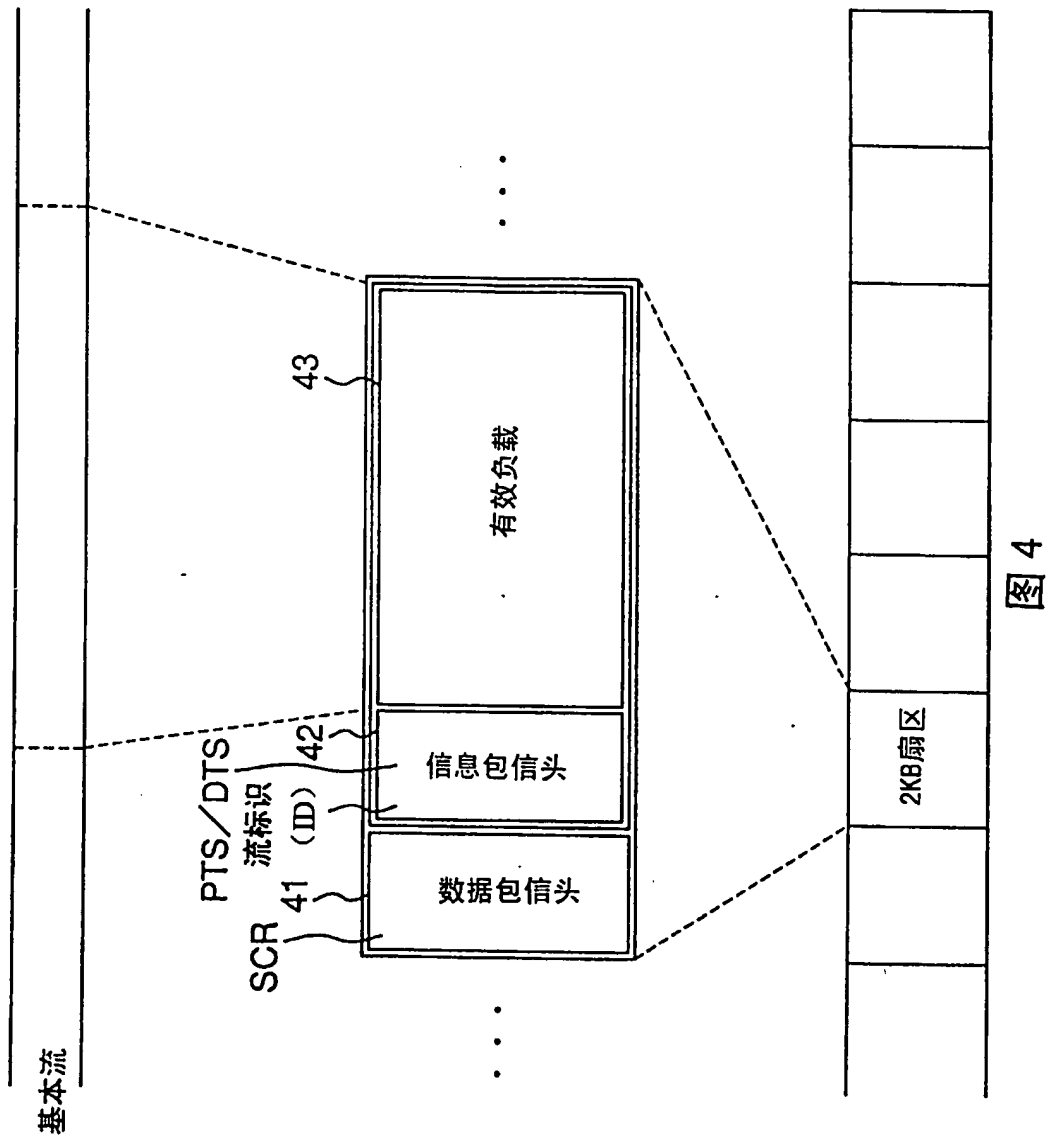 基本流
PTS/DTS
流标识
(ID)
SCR
41
42
43
数据包信头
信息包信头
有效负载
2KB扇区
图 4